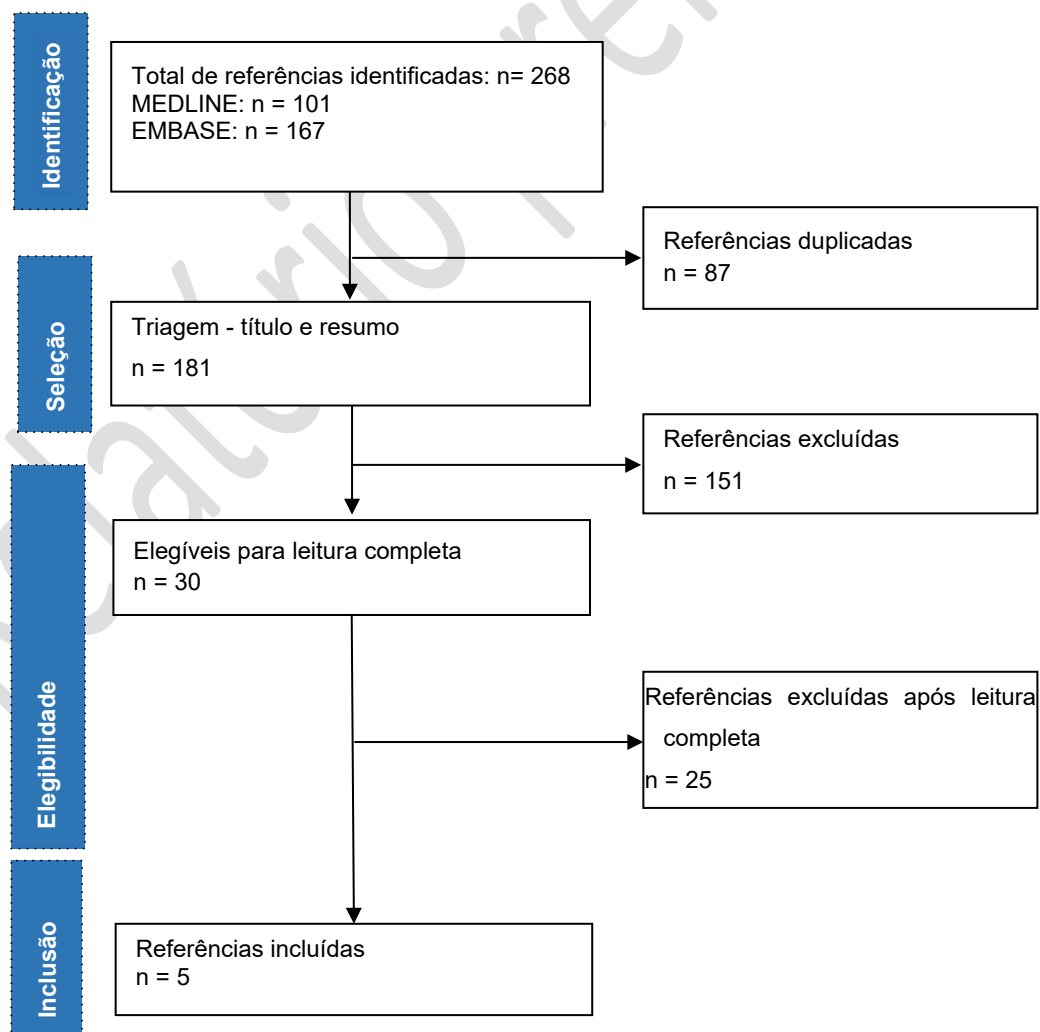 Identificação
Total de referências identificadas: n= 268
MEDLINE: n = 101
EMBASE: n = 167
Referências duplicadas
n = 87
Seleção
Triagem - título e resumo
n = 181
Referências excluídas
n = 151
Elegibilidade
Elegíveis para leitura completa
n = 30
Referências excluídas após leitura
completa
n = 25
Inclusão
Referências incluídas
n = 5